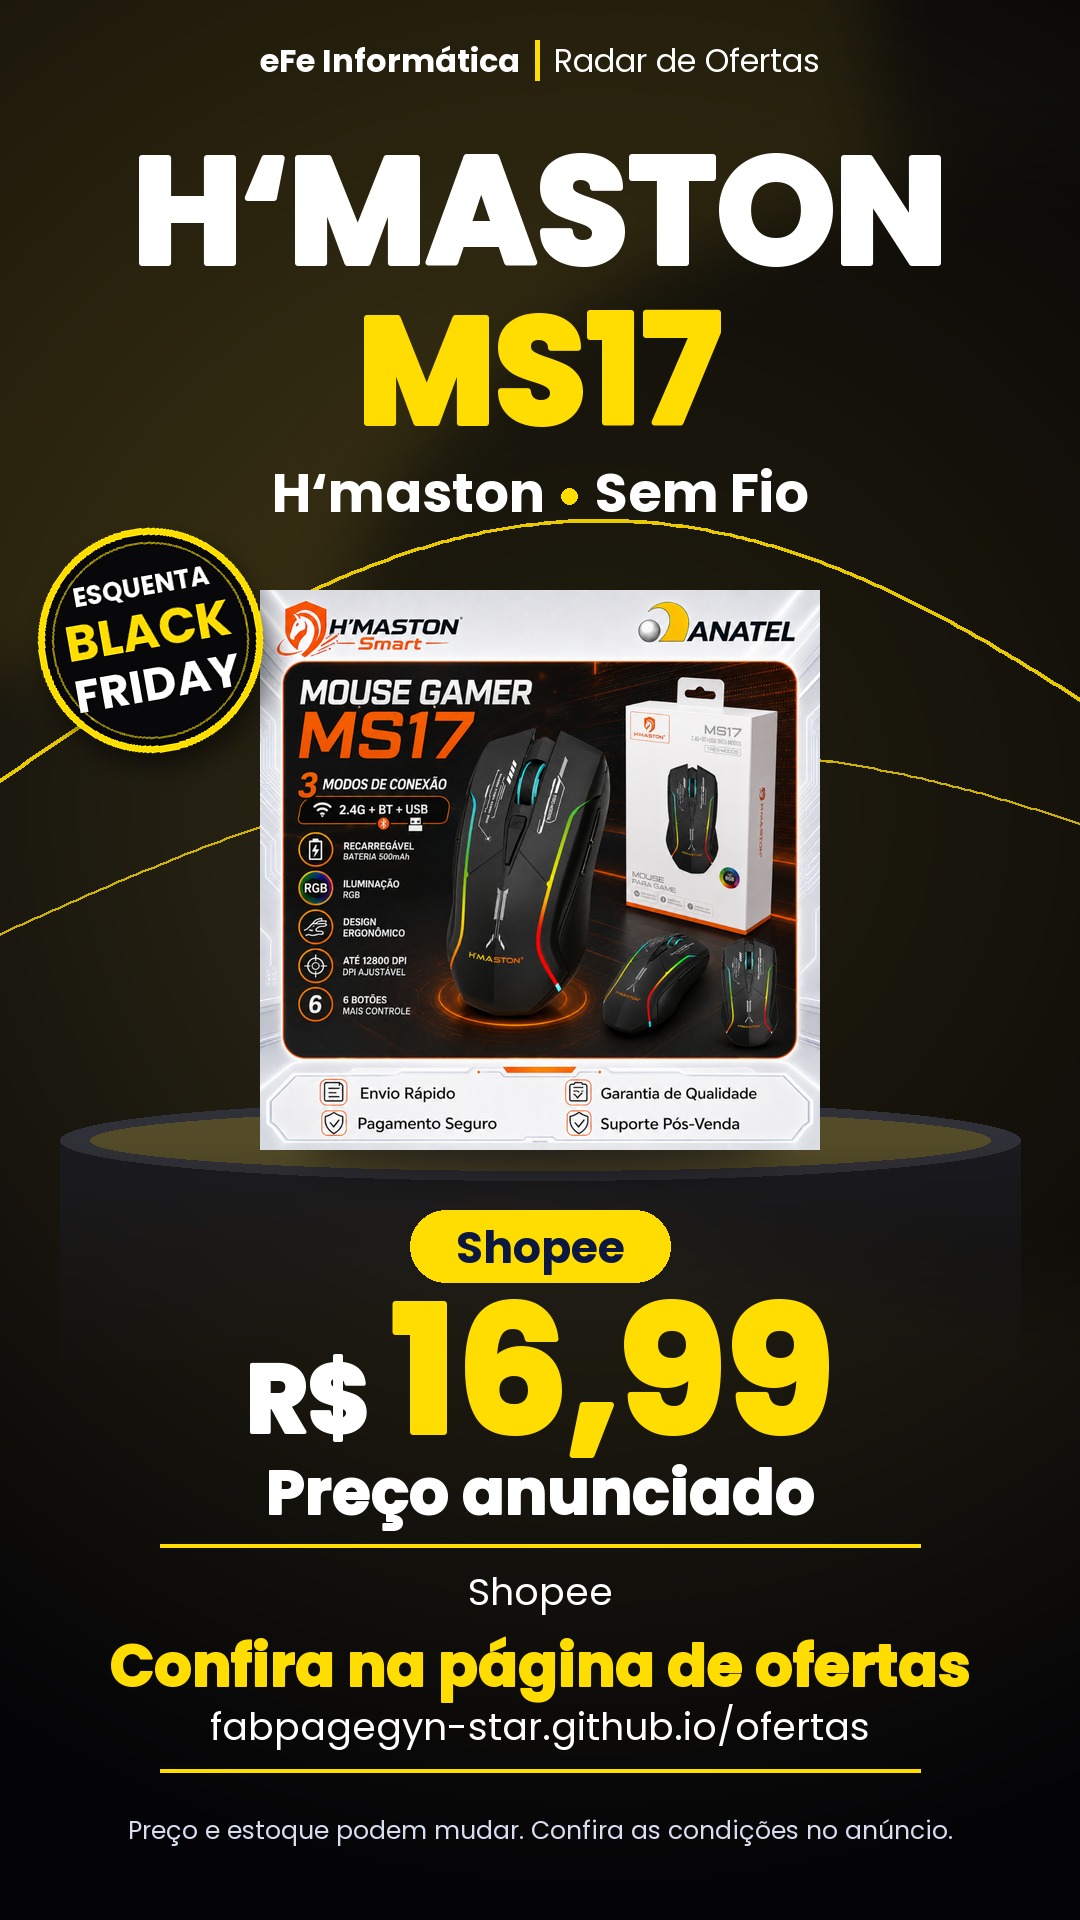 eFe Informática | Radar de Ofertas
H‘MASTON
MS17
H‘maston • Sem Fio
ESQUENTA
BLACK
FRIDAY
H'MASTON
Smart
ANATEL
MOUSE GAMER
MS17
3 MODOS DE CONEXÃO
2.4G + BT + USB
RECARREGÁVEL
BATERIA 500mAh
RGB
ILUMINAÇÃO
RGB
DESIGN
ERGONÔMICO
ATÉ 12800 DPI
DPI AJUSTÁVEL
6
6 BOTÕES
MAIS CONTROLE
H'MASTON
MS17
H'MASTON
MOUSE
PARA GAME
RGB
Envio Rápido
Garantia de Qualidade
Pagamento Seguro
Suporte Pós-Venda
Shopee
R$ 16,99
Preço anunciado
Shopee
Confira na página de ofertas
fabpagegyn-star.github.io/ofertas
Preço e estoque podem mudar. Confira as condições no anúncio.